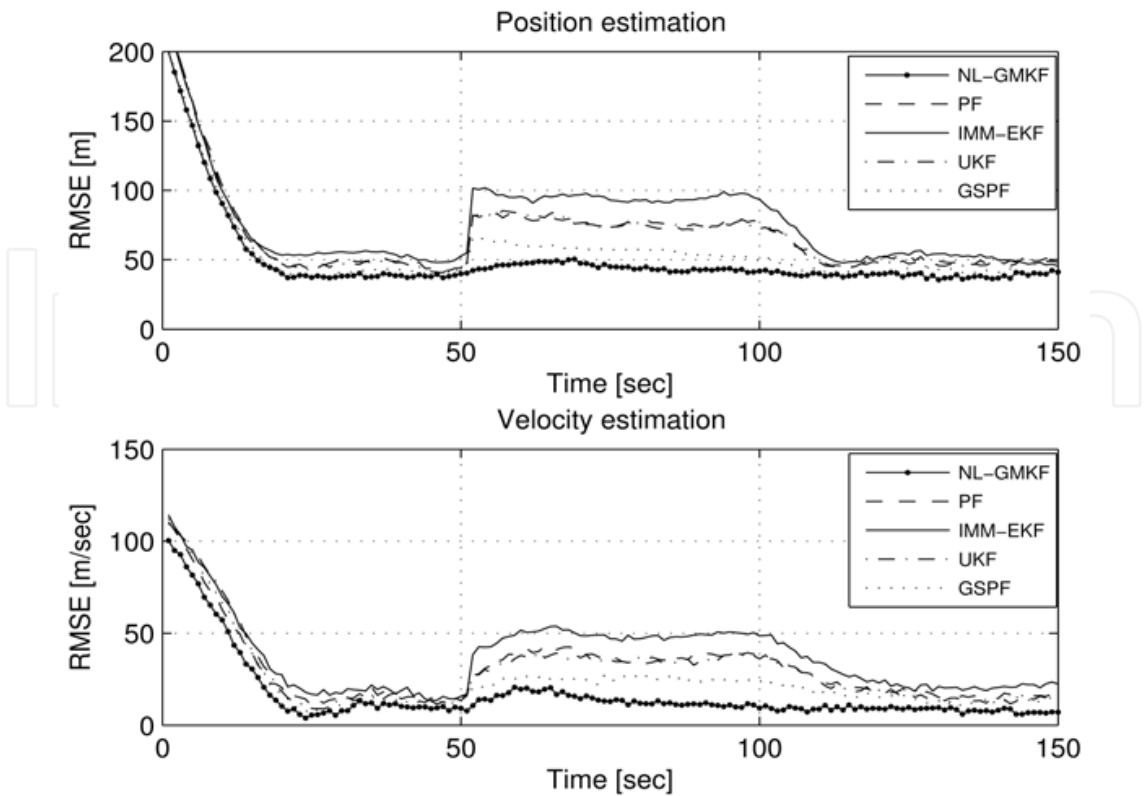 Position estimation
200
150
100
50
0
RMSE [m]
NL-GMKF
PF
IMM-EKF
UKF
GSPF
0 50 100 150
Time [sec]
Velocity estimation
150
100
50
0
RMSE [m/sec]
NL-GMKF
PF
IMM-EKF
UKF
GSPF
0 50 100 150
Time [sec]